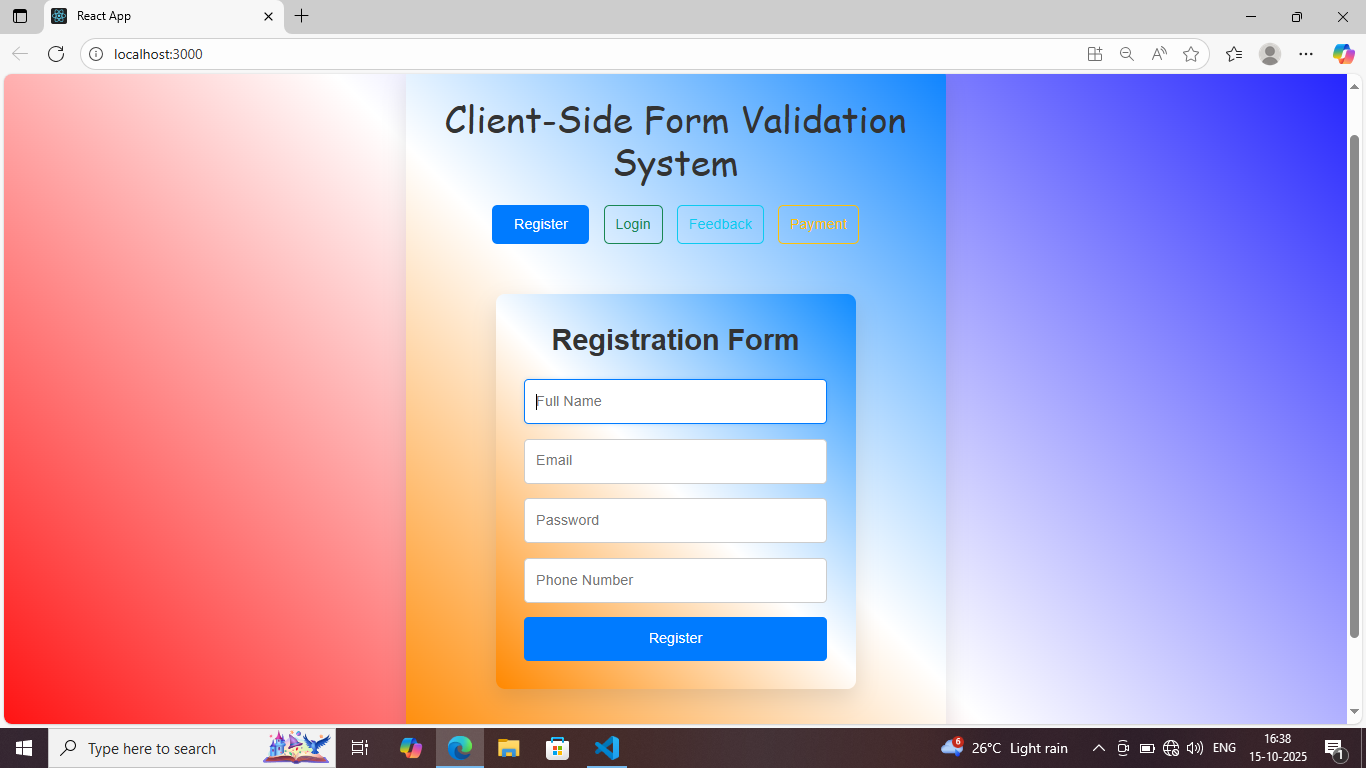 React App
localhost:3000
Client-Side Form Validation
System
Register
Login
Feedback
Payment
Registration Form
Full Name
Email
Password
Phone Number
Register
Type here to search
6
26°C Light rain
ENG
16:38
15-10-2025
1